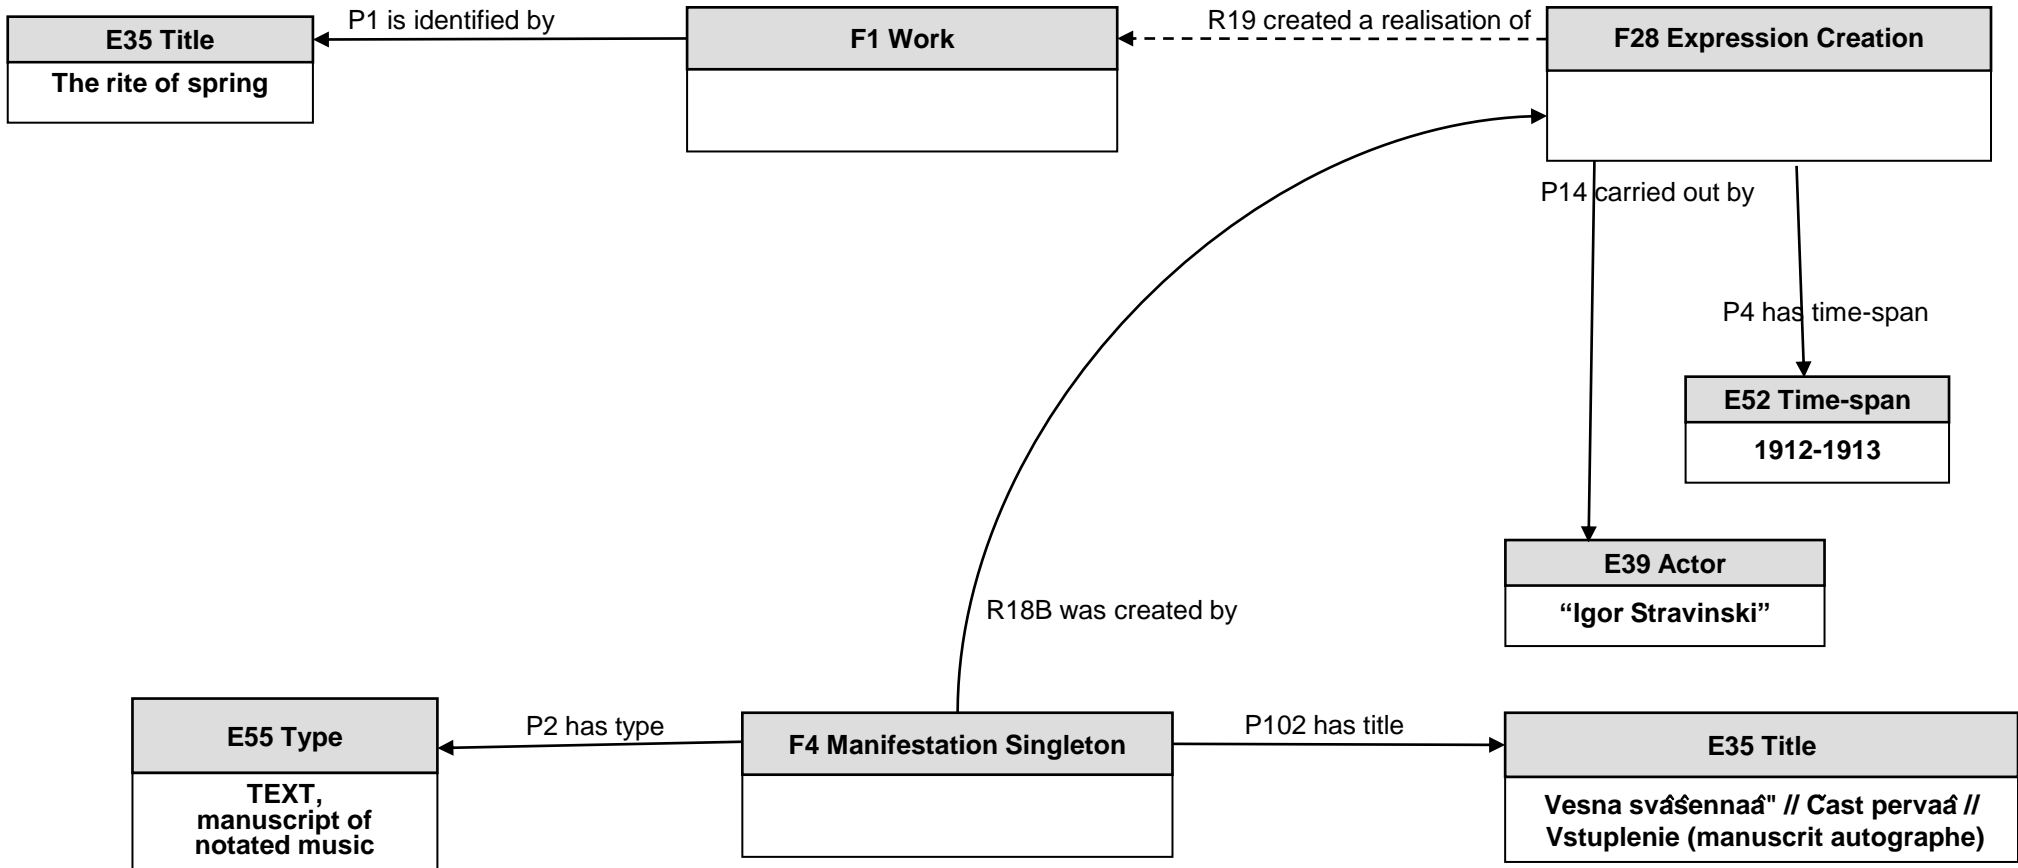 P1 is identified by
R19 created a realisation of
E35 Title
The rite of spring
F1 Work
F28 Expression Creation
P14 carried out by
P4 has time-span
E52 Time-span
1912-1913
E39 Actor
“Igor Stravinski”
R18B was created by
E55 Type
TEXT,
manuscript of
notated music
P2 has type
F4 Manifestation Singleton
P102 has title
E35 Title
Vesna svâŝennaâ" // Čast pervaâ //
Vstuplenie (manuscrit autographe)